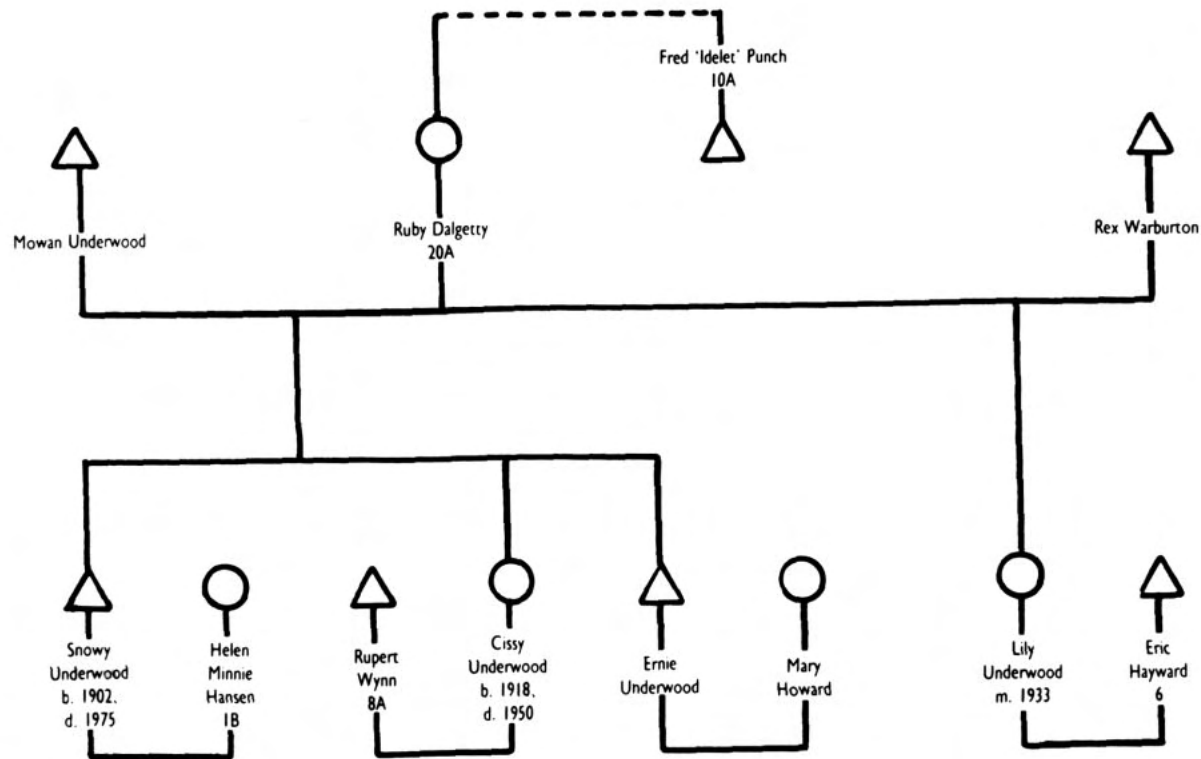 Fred 'Idelet' Punch
10A
Mowan Underwood
Ruby Dalgetty
20A
Rex Warburton
Snowy
Underwood
b. 1902,
d. 1975
Helen
Minnie
Hansen
1B
Rupert
Wynn
8A
Cissy
Underwood
b. 1918,
d. 1950
Ernie
Underwood
Mary
Howard
Lily
Underwood
m. 1933
Eric
Hayward
6